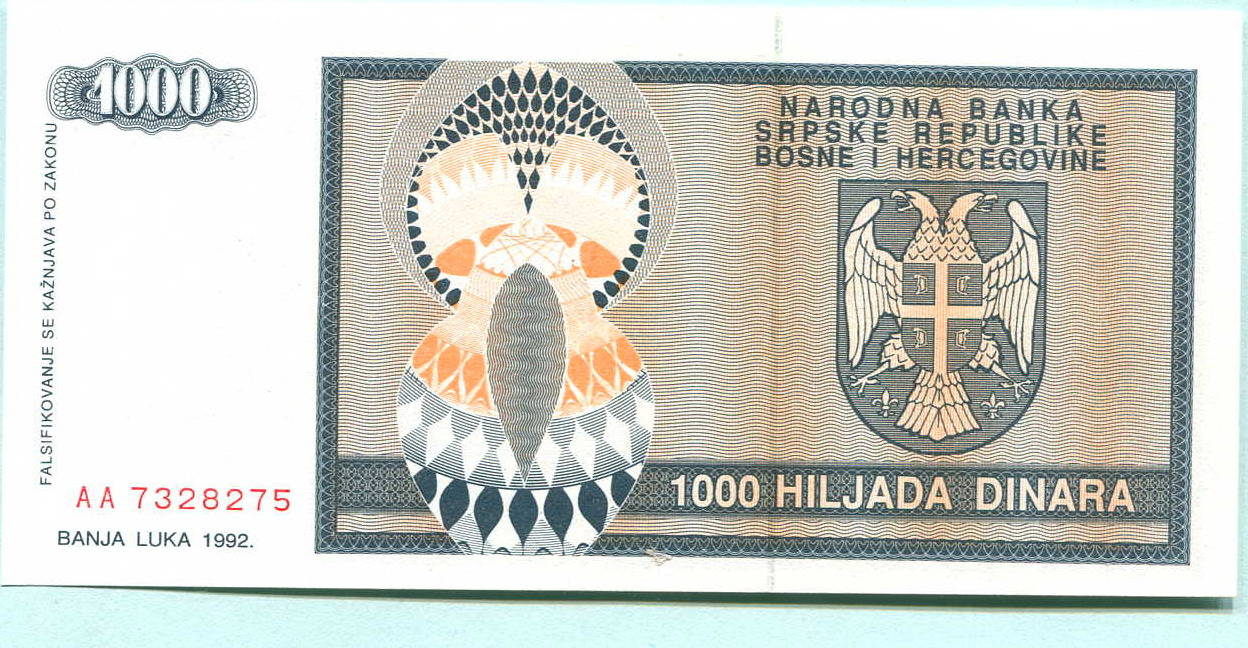 1000
FALSIFIKOVANJE SE KAŽNJAVA PO ZAKONU
AA 7328275
BANJA LUKA 1992.
NARODNA BANKA
SRPSKE REPUBLIKE
BOSNE I HERCEGOVINE
1000 HILJADA DINARA